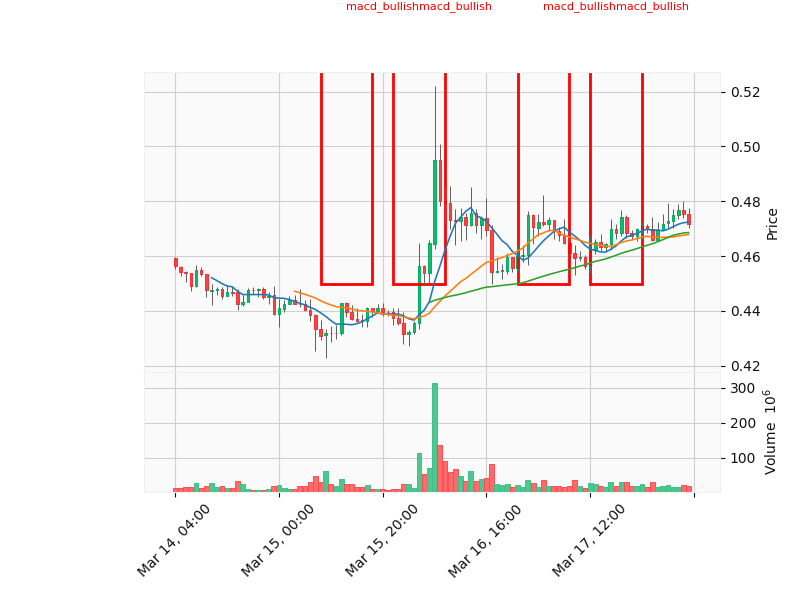 macd_bullishmacd_bullish macd_bullishmacd_bullish
0.52
0.50
0.48
0.46
0.44
0.42
Price
300
200
100
Volume 10^6
Mar 14, 04:00
Mar 15, 00:00
Mar 15, 20:00
Mar 16, 16:00
Mar 17, 12:00